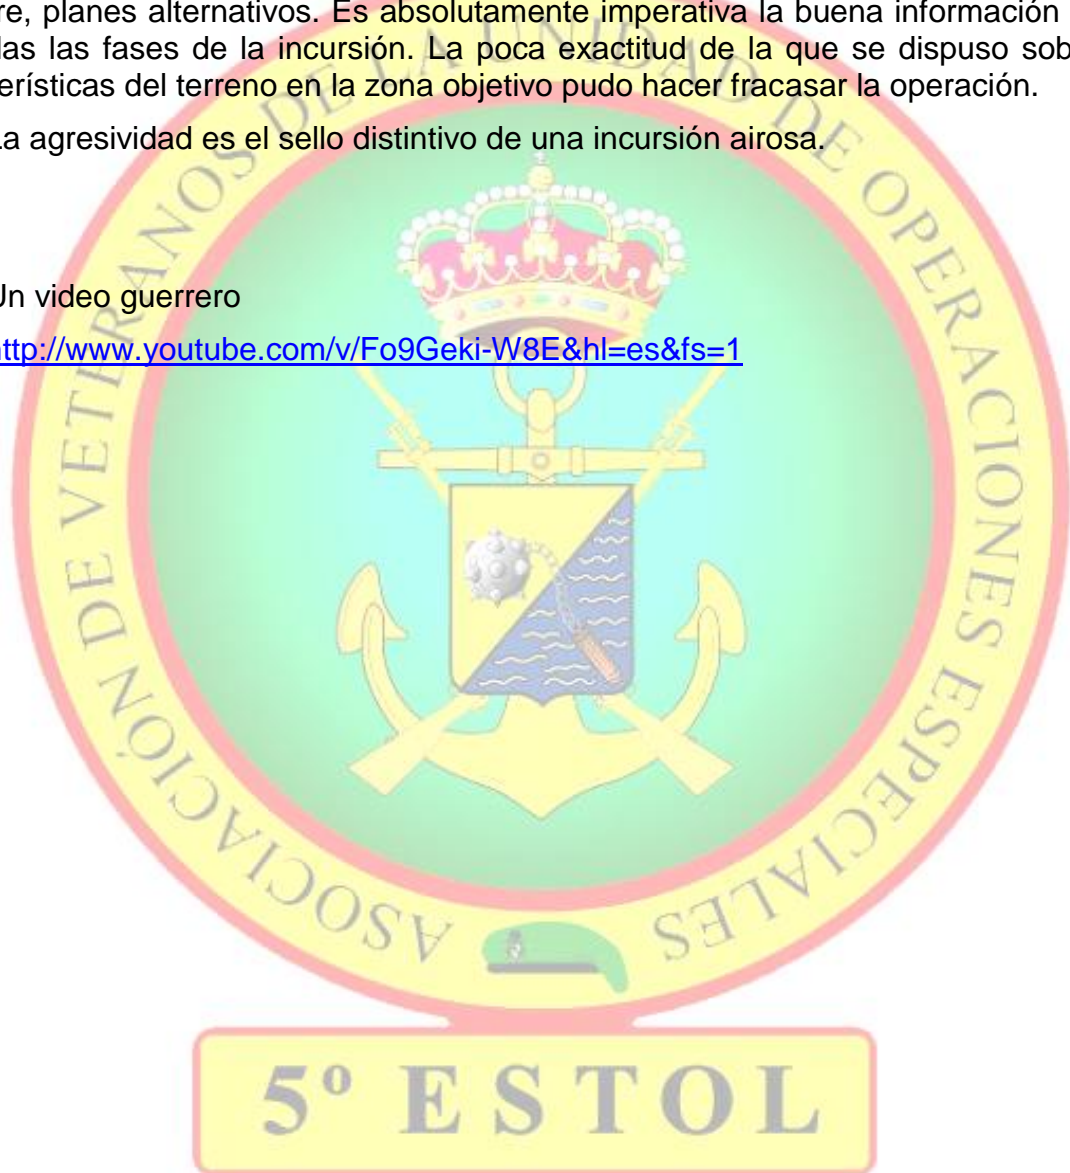 re, planes alternativos. Es absolutamente imperativa la buena información
las las fases de la incursión. La poca exactitud de la que se dispuso sob
erísticas del terreno en la zona objetivo pudo hacer fracasar la operación.
La agresividad es el sello distintivo de una incursión airosa.
Un video guerrero
ttp://www.youtube.com/v/Fo9Geki-W8E&hl=es&fs=1
ASOCIACIÓN DE VETERANOS DE LA UNIDAD DE OPERACIONES ESPECIALES
5º ESTOL